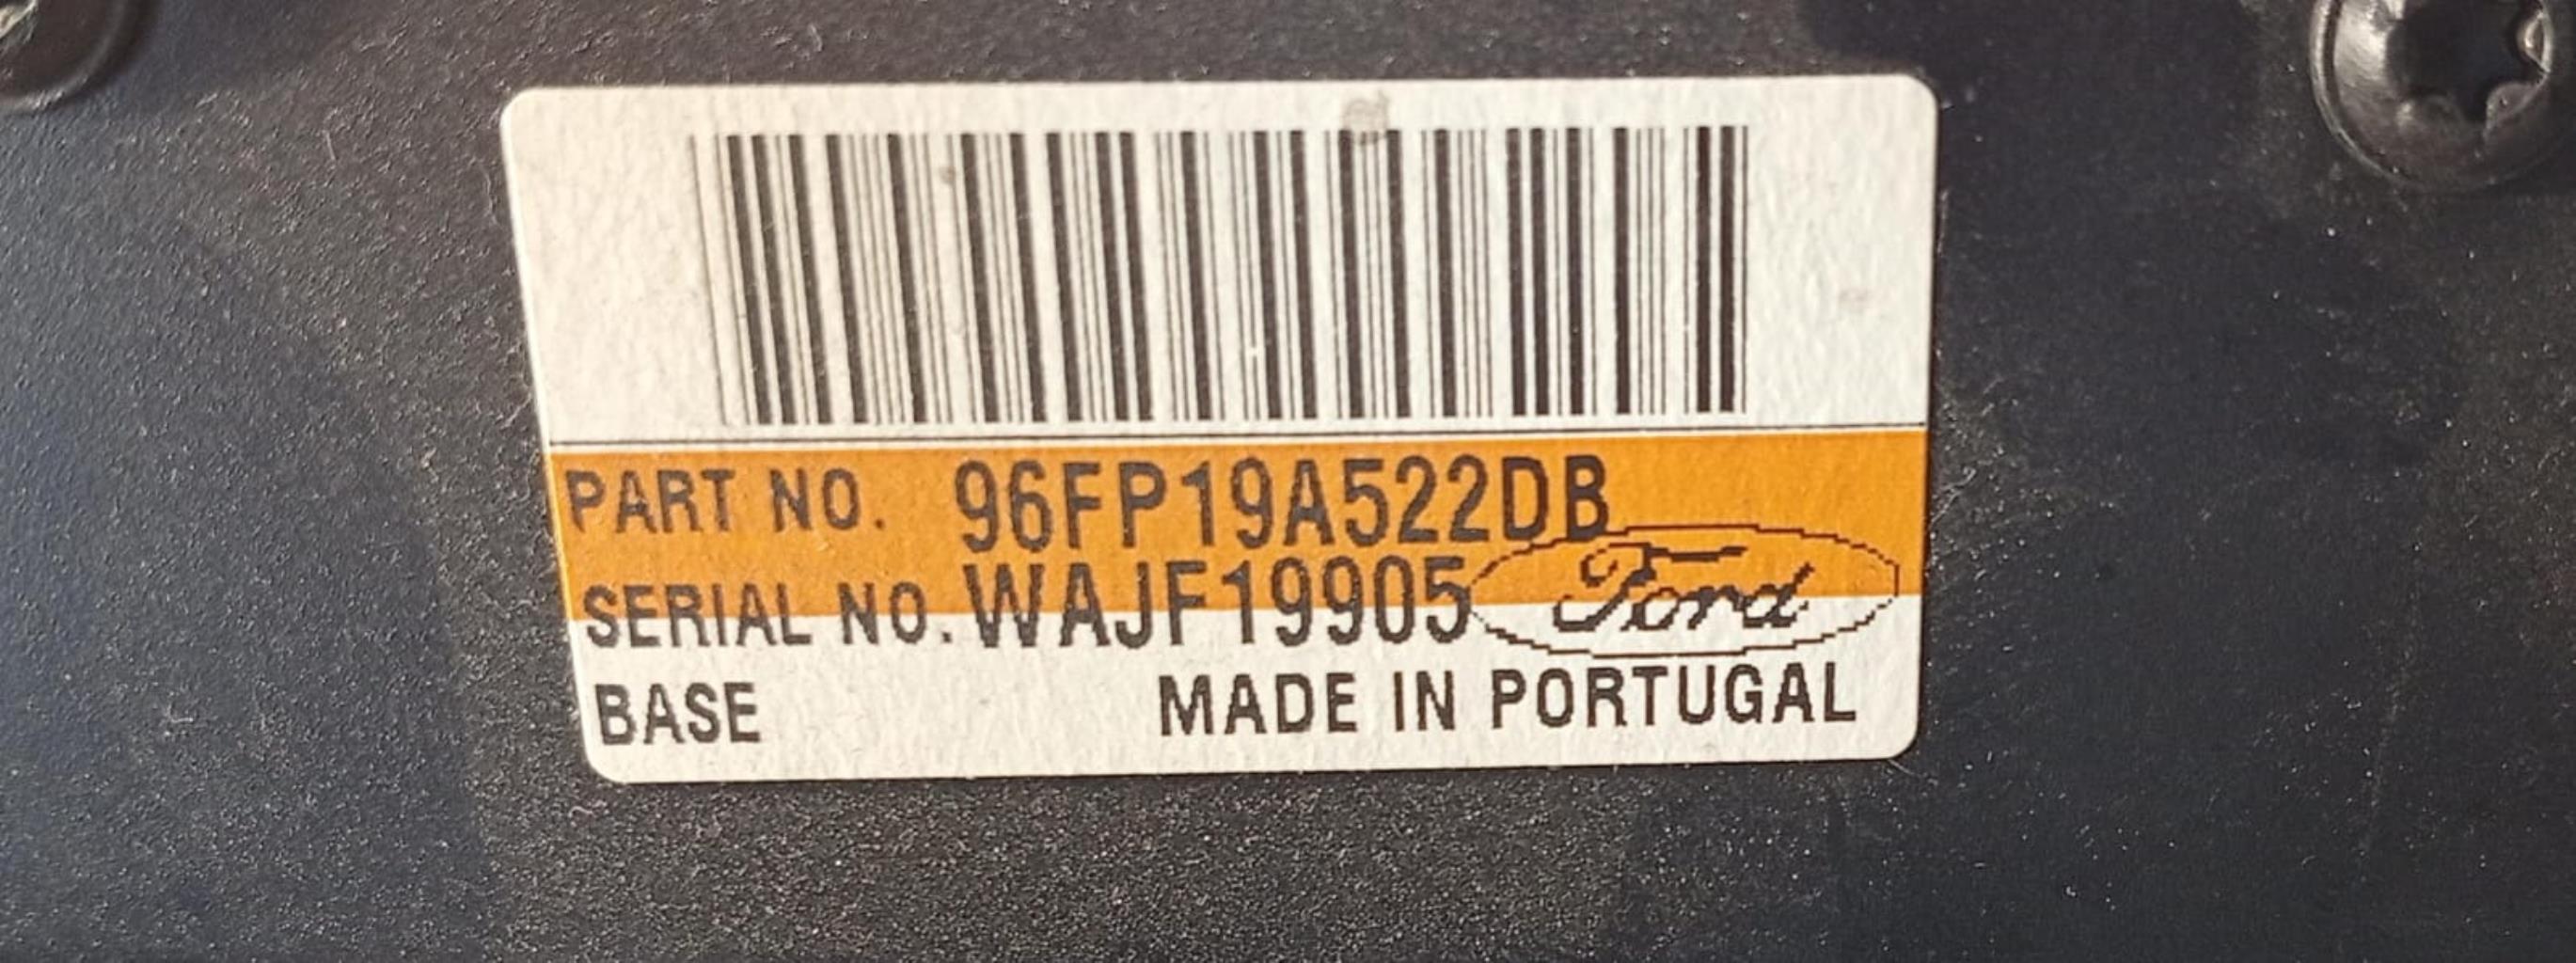 PART NO. 96FP19A522DB
SERIAL NO. WAJF19905 Ford
BASE MADE IN PORTUGAL